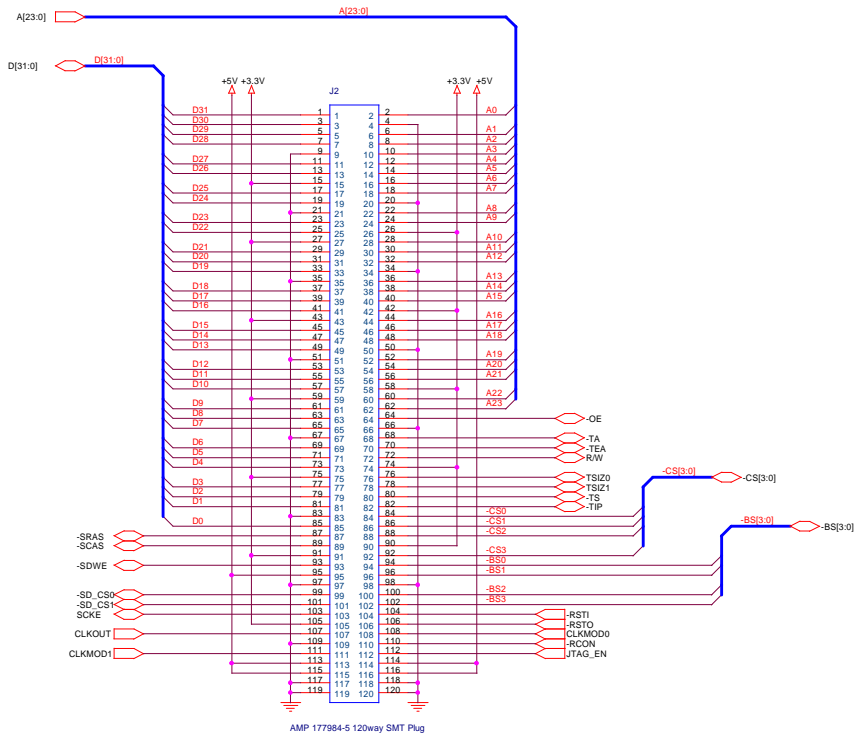 A[23:0] A[23:0]
D[31:0] D[31:0]
+5V +3.3V +3.3V +5V
J2
D31 1 1 2 2 A0
D30 3 3 4 4
D29 5 5 6 6 A1
D28 7 7 8 8 A2
9 9 10 10 A3
D27 11 11 12 12 A4
D26 13 13 14 14 A5
15 15 16 16 A6
D25 17 17 18 18 A7
D24 19 19 20 20
21 21 22 22 A8
D23 23 23 24 24 A9
D22 25 25 26 26
27 27 28 28 A10
D21 29 29 30 30 A11
D20 31 31 32 32 A12
D19 33 33 34 34
35 35 36 36 A13
D18 37 37 38 38 A14
D17 39 39 40 40 A15
D16 41 41 42 42
43 43 44 44 A16
D15 45 45 46 46 A17
D14 47 47 48 48 A18
D13 49 49 50 50
51 51 52 52 A19
D12 53 53 54 54 A20
D11 55 55 56 56 A21
D10 57 57 58 58
59 59 60 60 A22
D9 61 61 62 62 A23
D8 63 63 64 64 -OE
D7 65 65 66 66
67 67 68 68 -TA
D6 69 69 70 70 -TEA
D5 71 71 72 72 R/W
D4 73 73 74 74
75 75 76 76 TSIZ0
D3 77 77 78 78 TSIZ1
D2 79 79 80 80 -TS
D1 81 81 82 82 -TIP
83 83 84 84 -CS0
D0 85 85 86 86 -CS1
-SRAS 87 87 88 88 -CS2
-SCAS 89 89 90 90
91 91 92 92 -CS3
-SDWE 93 93 94 94 -BS0
95 95 96 96 -BS1
97 97 98 98
-SD_CS0 99 99 100 100 -BS2
-SD_CS1 101 101 102 102 -BS3
SCKE 103 103 104 104 -RSTI
105 105 106 106 -RSTO
CLKOUT 107 107 108 108 CLKMOD0
109 109 110 110 -RCON
CLKMOD1 111 111 112 112 JTAG_EN
113 113 114 114
115 115 116 116
117 117 118 118
119 119 120 120
-CS[3:0] -CS[3:0]
-BS[3:0] -BS[3:0]
AMP 177984-5 120way SMT Plug